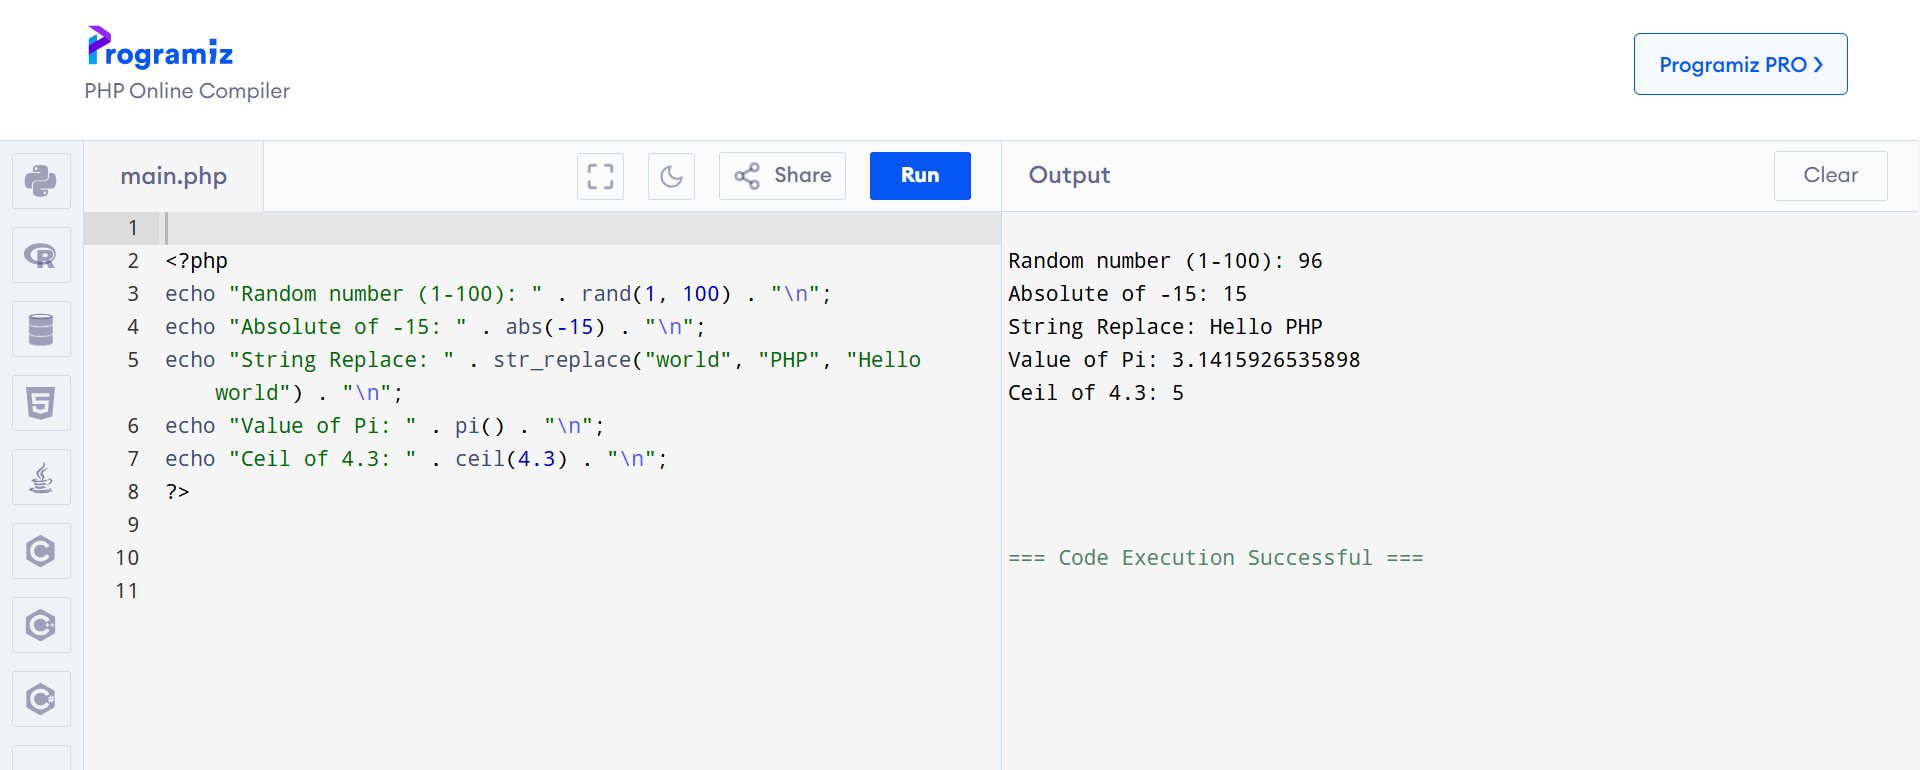 Programiz
PHP Online Compiler
Programiz PRO ›
main.php
Share
Run
Output
Clear
1
2 <?php
3 echo "Random number (1-100): " . rand(1, 100) . "\n";
4 echo "Absolute of -15: " . abs(-15) . "\n";
5 echo "String Replace: " . str_replace("world", "PHP", "Hello
world") . "\n";
6 echo "Value of Pi: " . pi() . "\n";
7 echo "Ceil of 4.3: " . ceil(4.3) . "\n";
8 ?>
9
10
11
Random number (1-100): 96
Absolute of -15: 15
String Replace: Hello PHP
Value of Pi: 3.1415926535898
Ceil of 4.3: 5
=== Code Execution Successful ===